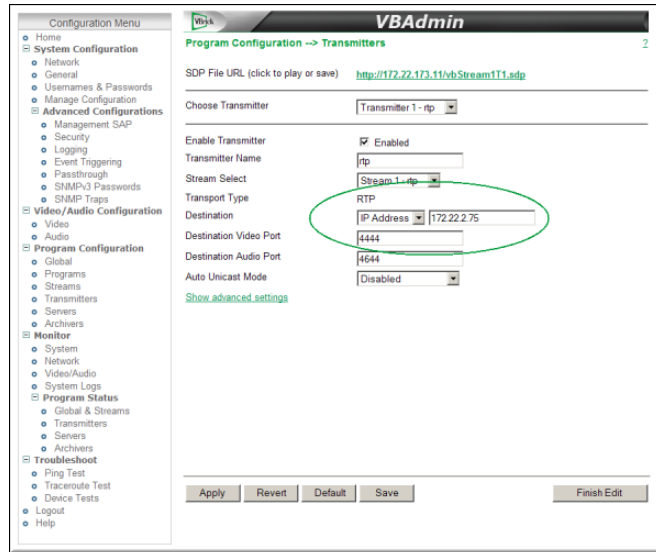 Configuration Menu
Home
System Configuration
Network
General
Usernames & Passwords
Manage Configuration
Advanced Configurations
Management SAP
Security
Logging
Event Triggering
Passthrough
SNMPv3 Passwords
SNMP Traps
Video/Audio Configuration
Video
Audio
Program Configuration
Global
Programs
Streams
Transmitters
Servers
Archivers
Monitor
System
Network
Video/Audio
System Logs
Program Status
Global & Streams
Transmitters
Servers
Archivers
Troubleshoot
Ping Test
Traceroute Test
Device Tests
Logout
Help
VBrick VBAdmin
Program Configuration --> Transmitters ?
SDP File URL (click to play or save) http://172.22.173.11/vbStream1T1.sdp
Choose Transmitter Transmitter 1 - rtp
Enable Transmitter Enabled
Transmitter Name rtp
Stream Select Stream 1 - rtp
Transport Type RTP
Destination IP Address 172.22.2.75
Destination Video Port 4444
Destination Audio Port 4644
Auto Unicast Mode Disabled
Show advanced settings
Apply Revert Default Save Finish Edit